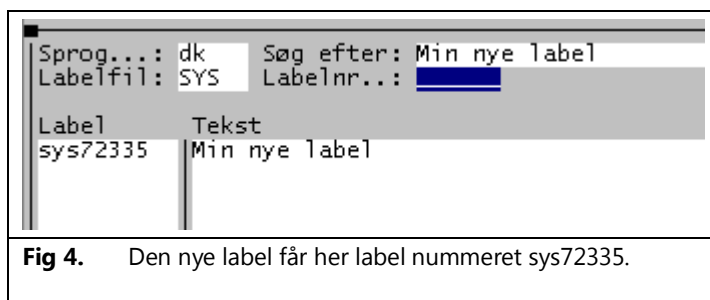 Sprog...: dk Søg efter: Min nye label
Labelfil: SYS Labelnr..:
Label Tekst
sys72335 Min nye label
Fig 4. Den nye label får her label nummeret sys72335.